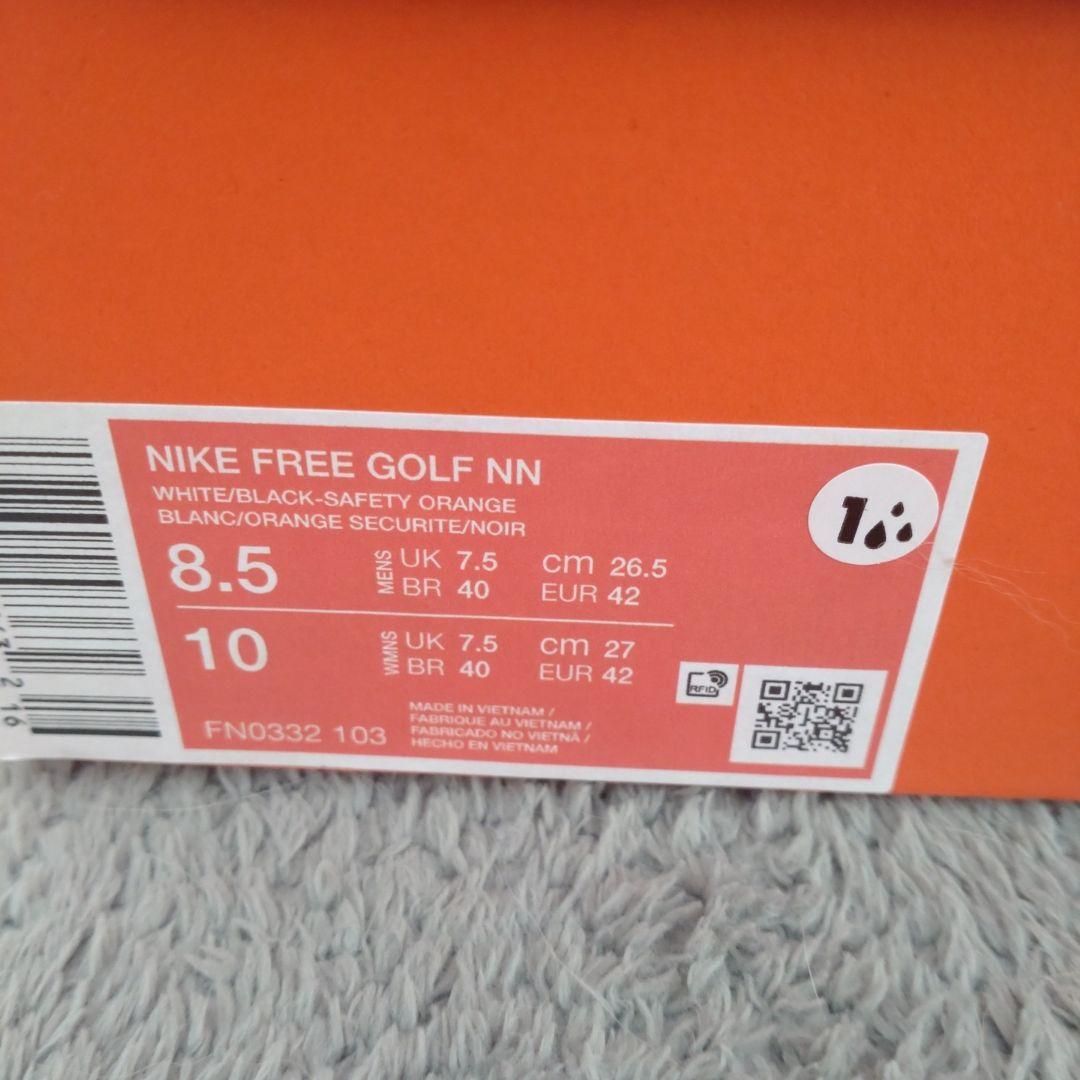 NIKE FREE GOLF NN
WHITE/BLACK-SAFETY ORANGE
BLANC/ORANGE SECURITE/NOIR
1
8.5 MENS UK 7.5 cm 26.5
BR 40 EUR 42
10 WMNS UK 7.5 cm 27
BR 40 EUR 42
RFID
FN0332 103
MADE IN VIETNAM /
FABRIQUE AU VIETNAM /
FABRICADO NO VIETNÃ /
HECHO EN VIETNAM